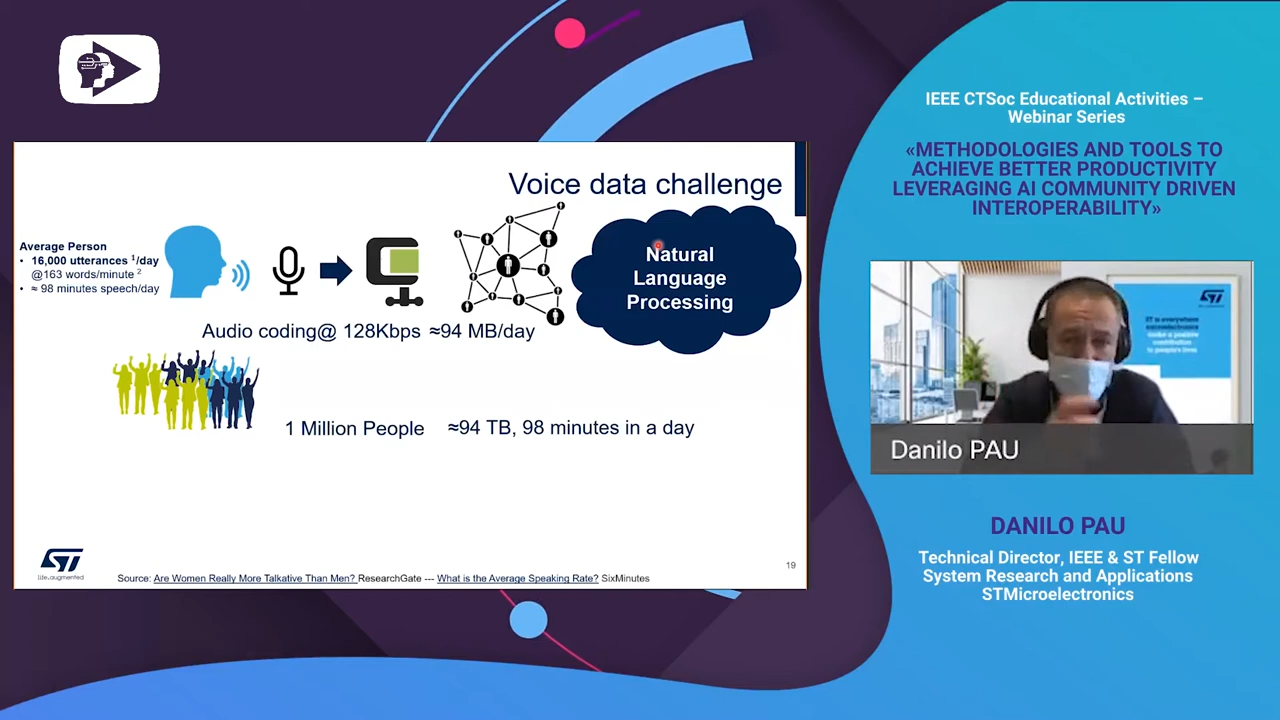 IEEE CTSoc Educational Activities –
Webinar Series
«METHODOLOGIES AND TOOLS TO
ACHIEVE BETTER PRODUCTIVITY
LEVERAGING AI COMMUNITY DRIVEN
INTEROPERABILITY»
Voice data challenge
Average Person
• 16,000 utterances ¹/day
@163 words/minute ²
• ≈ 98 minutes speech/day
Natural
Language
Processing
Audio coding@ 128Kbps ≈94 MB/day
1 Million People ≈94 TB, 98 minutes in a day
ST
life.augmented
Source: Are Women Really More Talkative Than Men? ResearchGate --- What is the Average Speaking Rate? SixMinutes
19
ST
Danilo PAU
DANILO PAU
Technical Director, IEEE & ST Fellow
System Research and Applications
STMicroelectronics